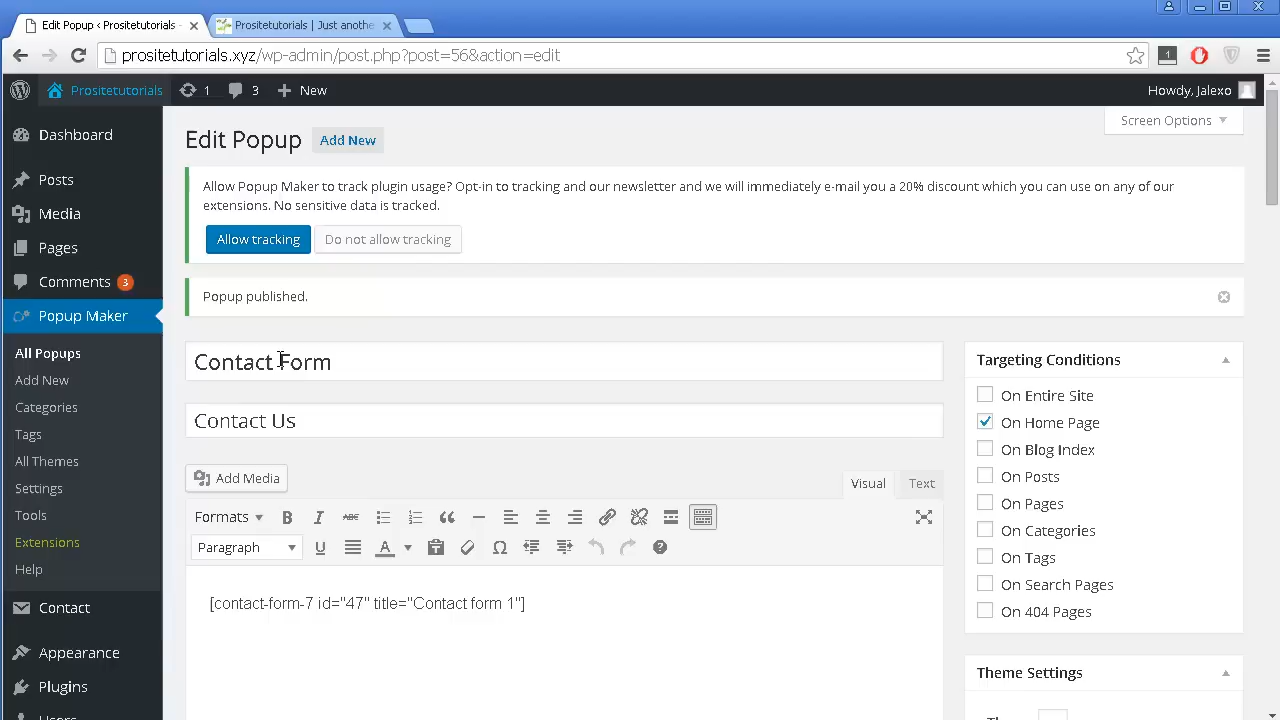 Edit Popup ‹ Prositetutorials -
Prositetutorials | Just anothe
prositetutorials.xyz/wp-admin/post.php?post=56&action=edit
1
Prositetutorials
1
3
New
Howdy, Jalexo
Screen Options
Dashboard
Posts
Media
Pages
Comments 3
Popup Maker
All Popups
Add New
Categories
Tags
All Themes
Settings
Tools
Extensions
Help
Contact
Appearance
Plugins
Users
Edit Popup Add New
Allow Popup Maker to track plugin usage? Opt-in to tracking and our newsletter and we will immediately e-mail you a 20% discount which you can use on any of our
extensions. No sensitive data is tracked.
Allow tracking Do not allow tracking
Popup published.
Contact Form
Contact Us
Add Media
Visual Text
Formats
Paragraph
[contact-form-7 id="47" title="Contact form 1"]
Targeting Conditions
On Entire Site
On Home Page
On Blog Index
On Posts
On Pages
On Categories
On Tags
On Search Pages
On 404 Pages
Theme Settings